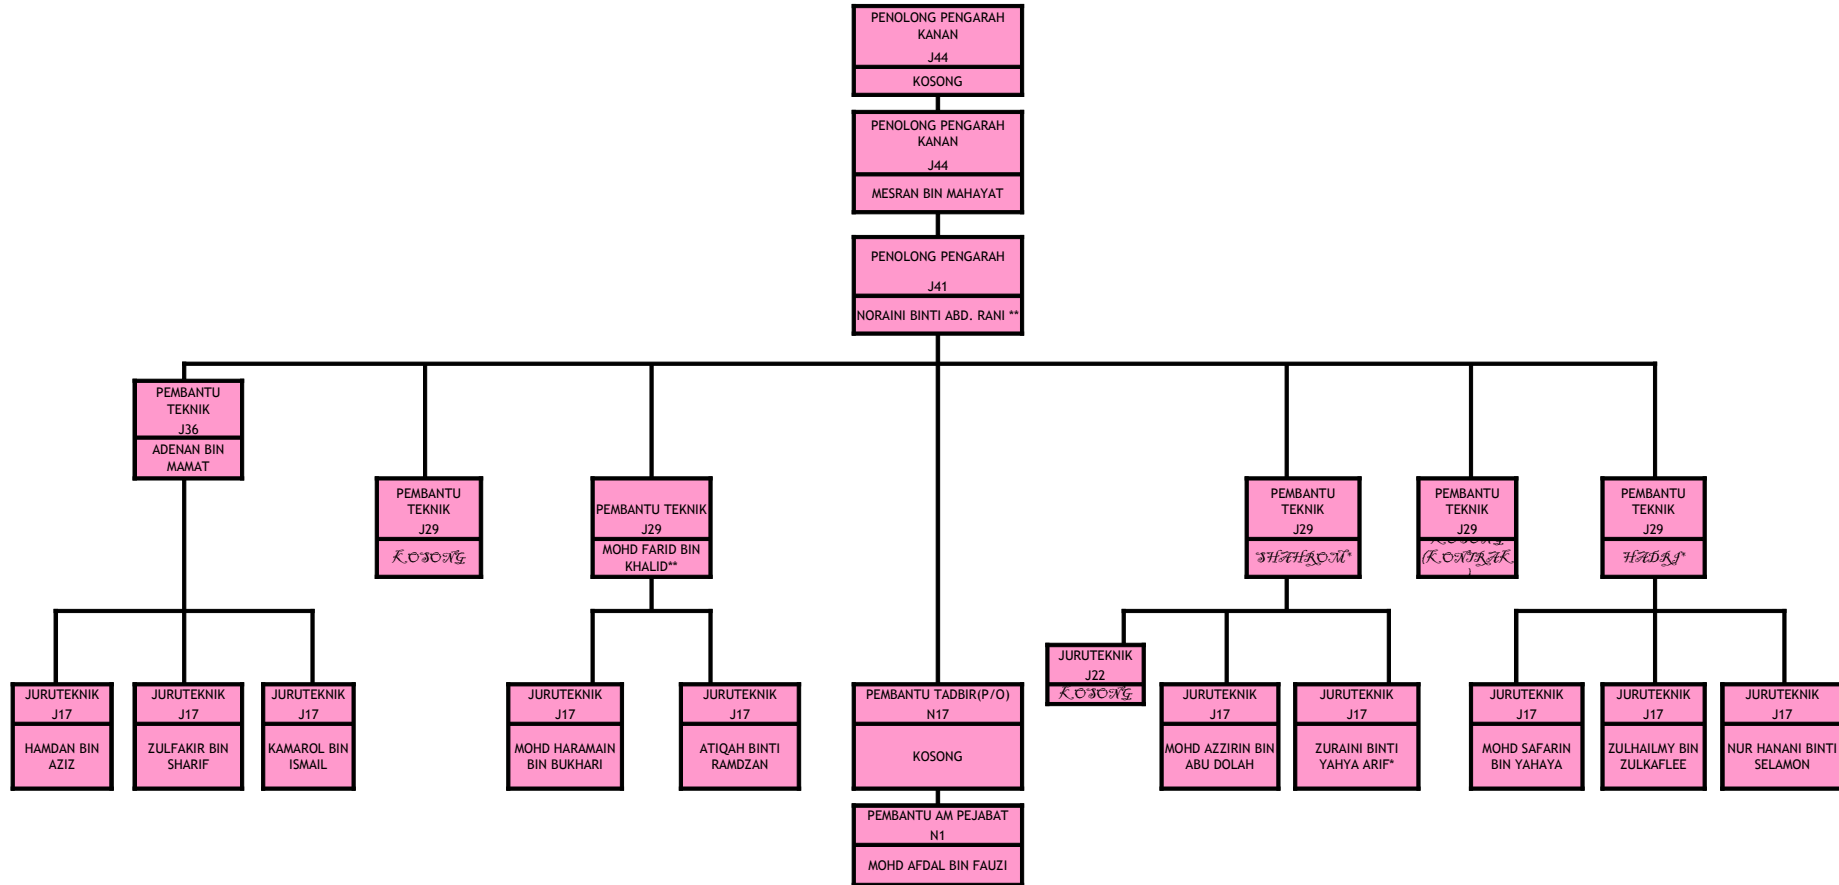 PENOLONG PENGARAH
KANAN
J44
KOSONG
PENOLONG PENGARAH
KANAN
J44
MESRAN BIN MAHAYAT
PENOLONG PENGARAH
J41
NORAINI BINTI ABD. RANI **
PEMBANTU
TEKNIK
J36
ADENAN BIN
MAMAT
PEMBANTU
TEKNIK
J29
KOSONG
PEMBANTU TEKNIK
J29
MOHD FARID BIN
KHALID**
PEMBANTU
TEKNIK
J29
SHAHROM*
PEMBANTU
TEKNIK
J29
KOSONG
(KONTRAK
)
PEMBANTU
TEKNIK
J29
HADRI*
JURUTEKNIK
J17
HAMDAN BIN
AZIZ
JURUTEKNIK
J17
ZULFAKIR BIN
SHARIF
JURUTEKNIK
J17
KAMAROL BIN
ISMAIL
JURUTEKNIK
J17
MOHD HARAMAIN
BIN BUKHARI
JURUTEKNIK
J17
ATIQAH BINTI
RAMDZAN
PEMBANTU TADBIR(P/O)
N17
KOSONG
JURUTEKNIK
J22
KOSONG
JURUTEKNIK
J17
MOHD AZZIRIN BIN
ABU DOLAH
JURUTEKNIK
J17
ZURAINI BINTI
YAHYA ARIF*
JURUTEKNIK
J17
MOHD SAFARIN
BIN YAHAYA
JURUTEKNIK
J17
ZULHAILMY BIN
ZULKAFLEE
JURUTEKNIK
J17
NUR HANANI BINTI
SELAMON
PEMBANTU AM PEJABAT
N1
MOHD AFDAL BIN FAUZI